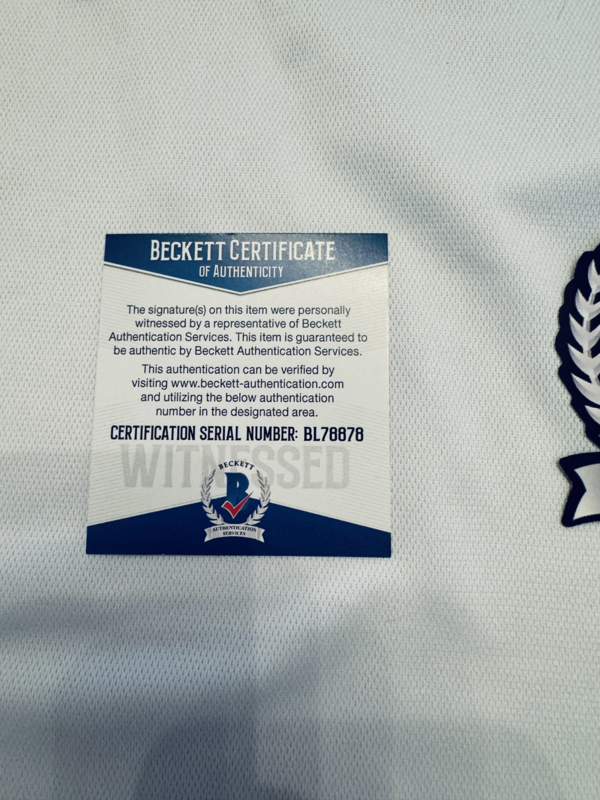 BECKETT CERTIFICATE
OF AUTHENTICITY
The signature(s) on this item were personally
witnessed by a representative of Beckett
Authentication Services. This item is guaranteed to
be authentic by Beckett Authentication Services.
This authentication can be verified by
visiting www.beckett-authentication.com
and utilizing the below authentication
number in the designated area.
CERTIFICATION SERIAL NUMBER: BL78878
WITNESSED
BECKETT
B
AUTHENTICATION
SERVICES